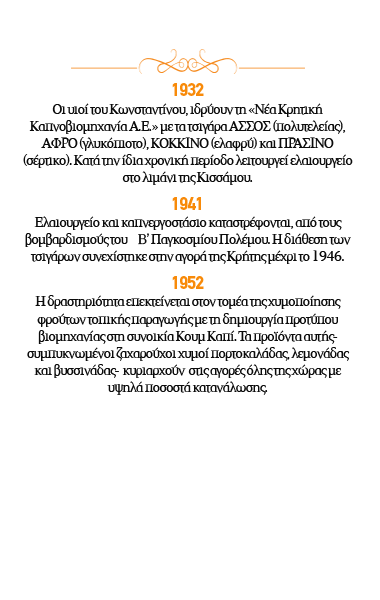 1932
Οι υιοί του Κωνσταντίνου, ιδρύουν τη «Νέα Κρητική
Καπνοβιομηχανία Α.Ε.» με τα τσιγάρα ΑΣΣΟΣ (πολυτελείας),
ΑΦΡΟ (γλυκόπιοτο), ΚΟΚΚΙΝΟ (ελαφρύ) και ΠΡΑΣΙΝΟ
(σέρτικο). Κατά την ίδια χρονική περίοδο λειτουργεί ελαιουργείο
στο λιμάνι της Κισσάμου.
1941
Ελαιουργείο και καπνεργοστάσιο καταστρέφονται, από τους
βομβαρδισμούς του Β’ Παγκοσμίου Πολέμου. Η διάθεση των
τσιγάρων συνεχίστηκε στην αγορά της Κρήτης μέχρι το 1946.
1952
Η δραστηριότητα επεκτείνεται στον τομέα της χυμοποίησης
φρούτων τοπικής παραγωγής με τη δημιουργία προτύπου
βιομηχανίας στη συνοικία Κουμ Καπί. Τα προϊόντα αυτής-
συμπυκνωμένοι ζαχαρούχοι χυμοί πορτοκαλάδας, λεμονάδας
και βυσσινάδας- κυριαρχούν στις αγορές όλης της χώρας με
υψηλά ποσοστά κατανάλωσης.